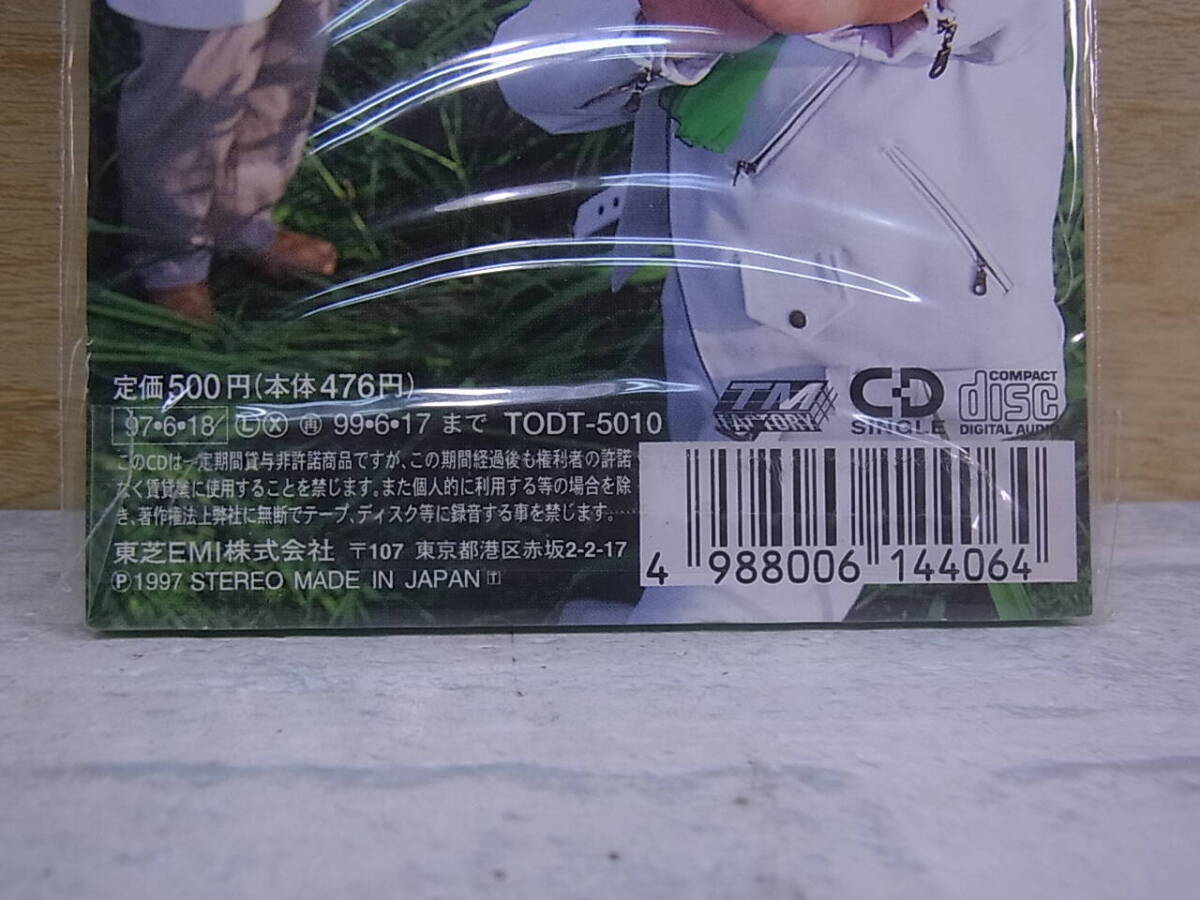 定価500円(本体476円)
97•6•18 Ⓛ Ⓧ ㊢ 99•6•17 まで TODT-5010
TM
FACTORY
CD
SINGLE
COMPACT
disc
DIGITAL AUDIO
このCDは一定期間貸与非許諾商品ですが、この期間経過後も権利者の許諾
なく賃貸業に使用することを禁じます。また個人的に利用する等の場合を除
き、著作権法上弊社に無断でテープ、ディスク等に録音する事を禁じます。
東芝EMI株式会社 〒107 東京都港区赤坂2-2-17
Ⓟ1997 STEREO MADE IN JAPAN 🅃
4 988006 144064